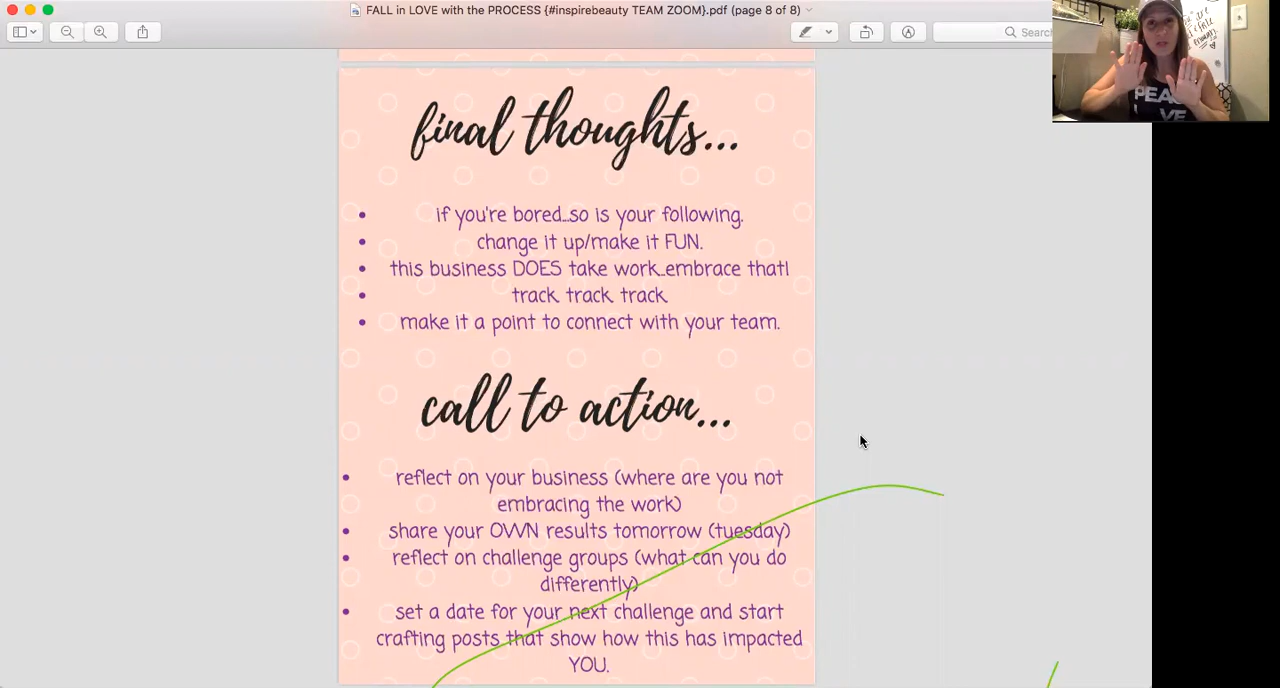 FALL in LOVE with the PROCESS {#inspirebeauty TEAM ZOOM}.pdf (page 8 of 8)
Search
PEA
VE
final thoughts...
if you're bored...so is your following.
change it up/make it FUN.
this business DOES take work...embrace that!
track, track, track
make it a point to connect with your team.
call to action...
reflect on your business (where are you not
embracing the work)
share your OWN results tomorrow (tuesday)
reflect on challenge groups (what can you do
differently)
set a date for your next challenge and start
crafting posts that show how this has impacted
YOU.